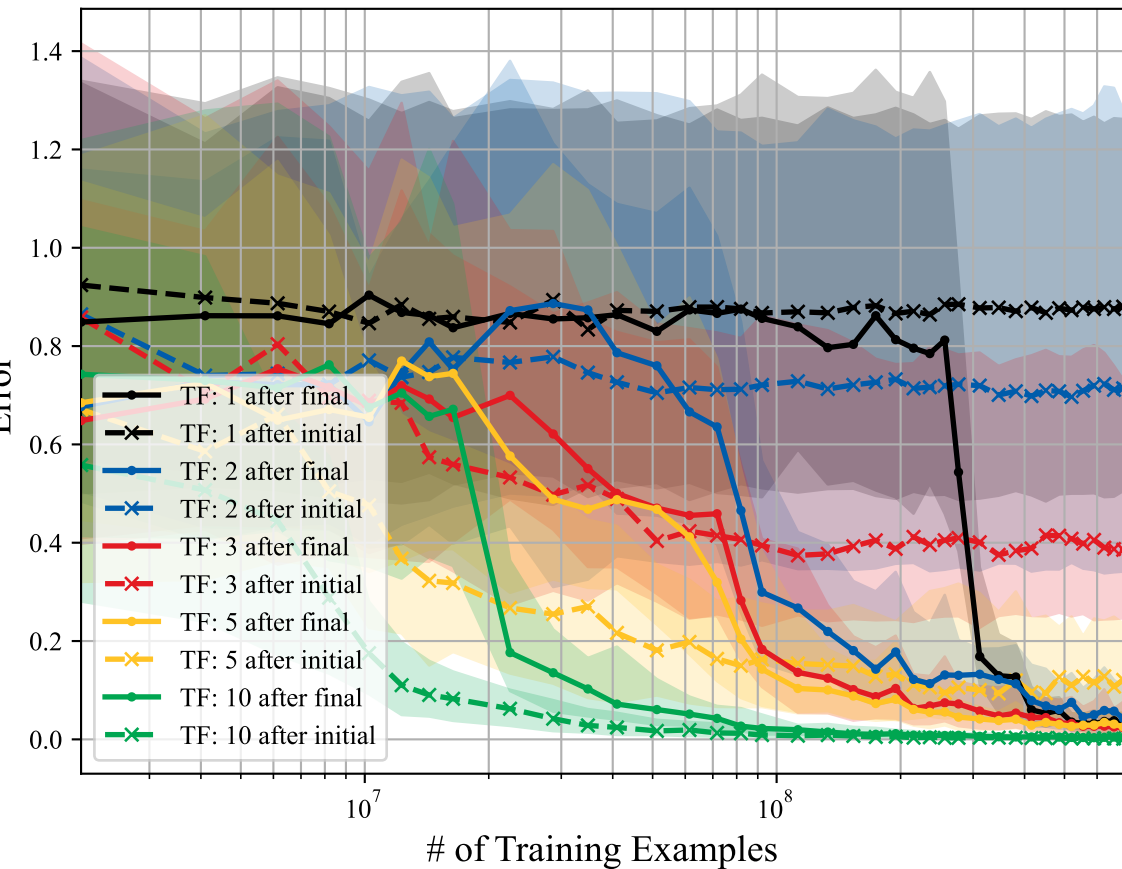 1.4
1.2
1.0
0.8
0.6
0.4
0.2
0.0
Error
TF: 1 after final
TF: 1 after initial
TF: 2 after final
TF: 2 after initial
TF: 3 after final
TF: 3 after initial
TF: 5 after final
TF: 5 after initial
TF: 10 after final
TF: 10 after initial
10⁷
10⁸
# of Training Examples